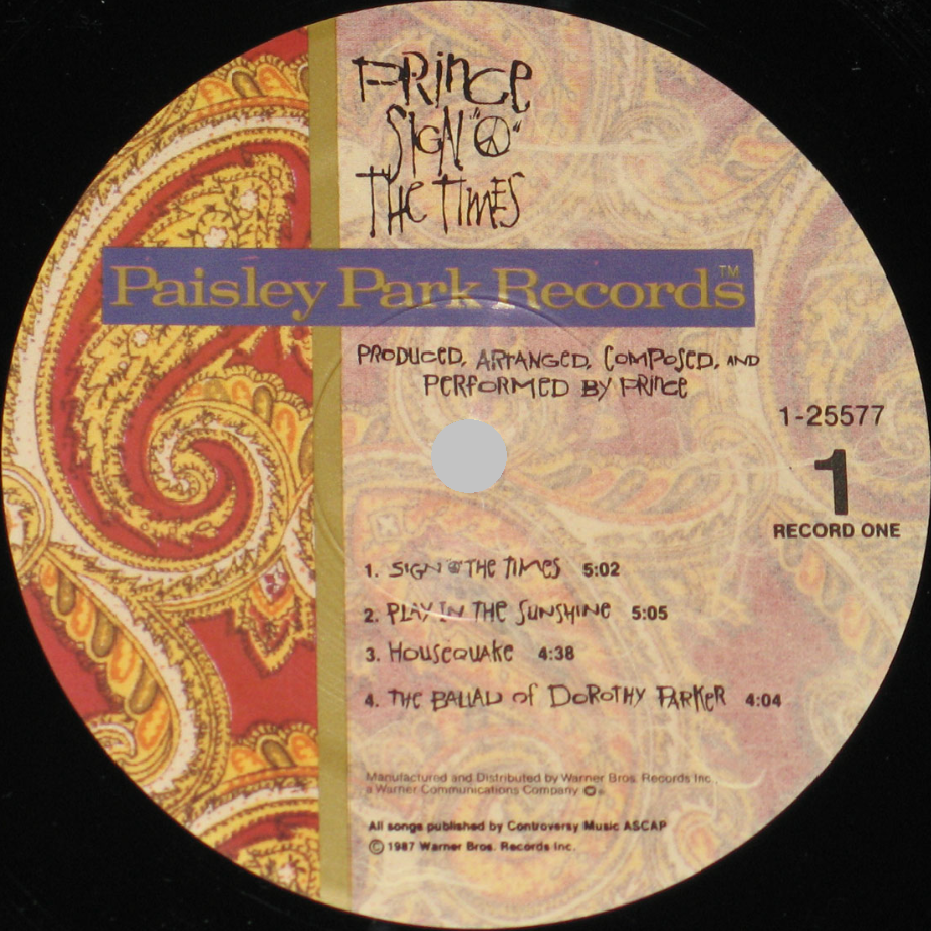 PRINCE
SIGN "☮"
THE TIMES
Paisley Park Records™
PRODUCED, ARRANGED, COMPOSED, AND
PERFORMED BY PRINCE
1-25577
1
RECORD ONE
1. SIGN "☮" THE TIMES 5:02
2. PLAY IN THE SUNSHINE 5:05
3. HOUSEQUAKE 4:38
4. THE BALLAD OF DOROTHY PARKER 4:04
Manufactured and Distributed by Warner Bros. Records Inc.,
a Warner Communications Company
All songs published by Controversy Music ASCAP
© 1987 Warner Bros. Records Inc.